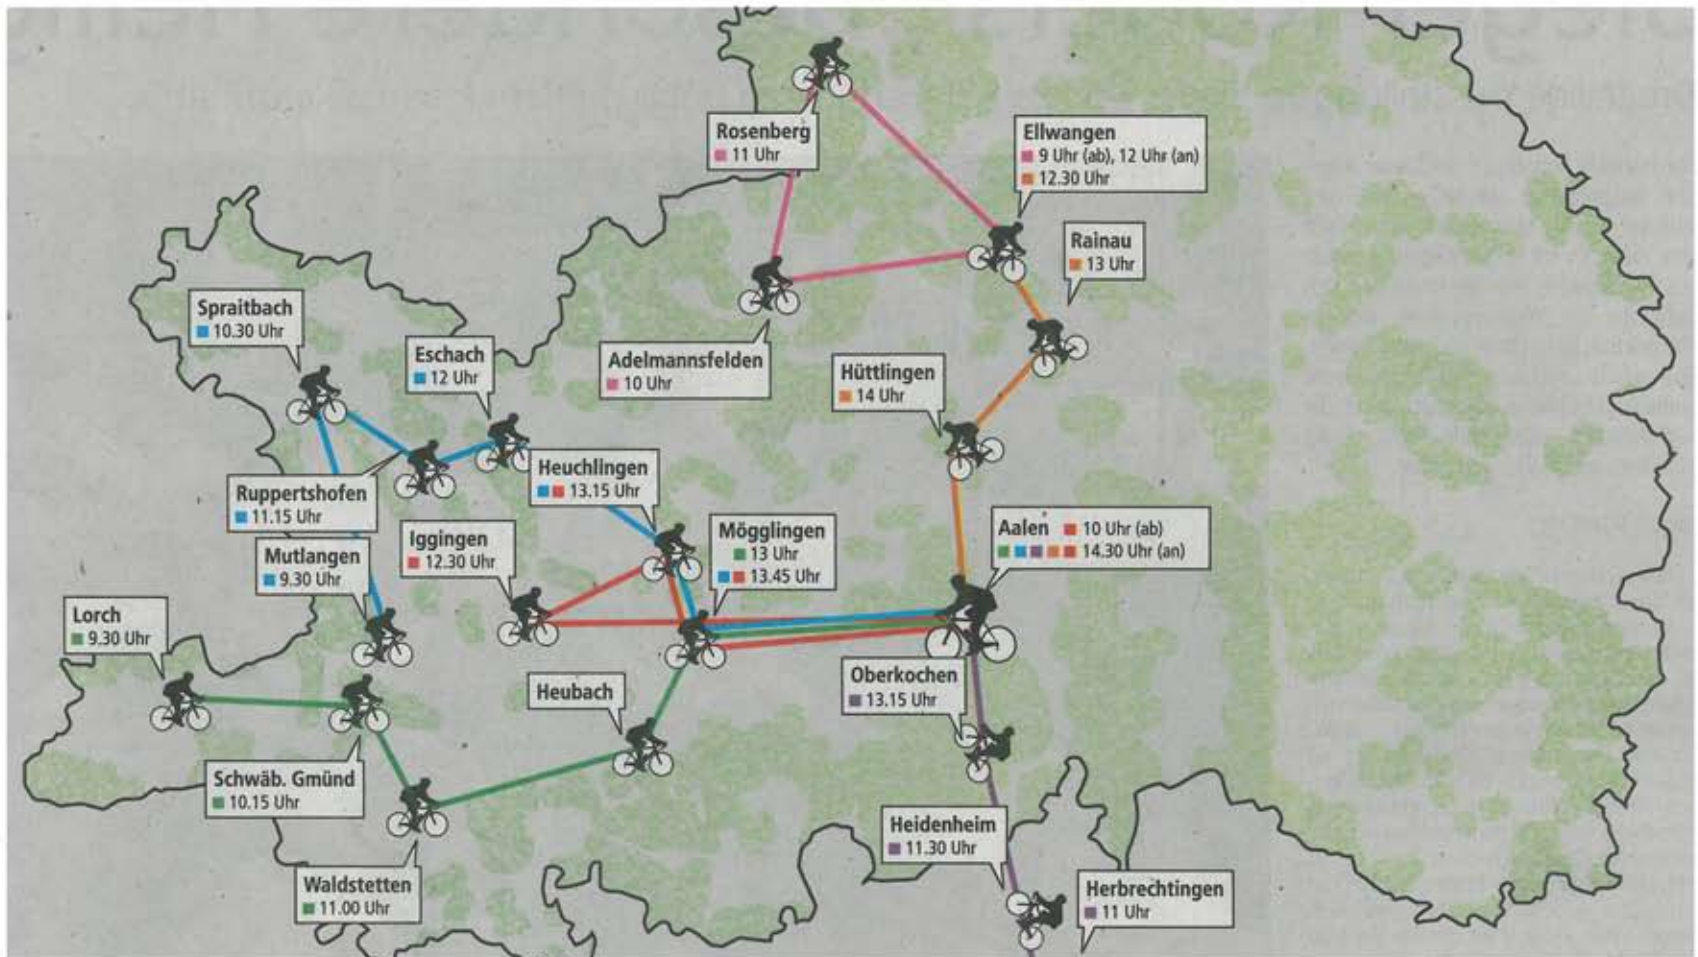 Rosenberg
11 Uhr
Ellwangen
9 Uhr (ab), 12 Uhr (an)
12.30 Uhr
Rainau
13 Uhr
Spraitbach
10.30 Uhr
Eschach
12 Uhr
Adelmannsfelden
10 Uhr
Hüttlingen
14 Uhr
Ruppertshofen
11.15 Uhr
Heuchlingen
13.15 Uhr
Mutlangen
9.30 Uhr
Iggingen
12.30 Uhr
Mögglingen
13 Uhr
13.45 Uhr
Aalen 10 Uhr (ab)
14.30 Uhr (an)
Lorch
9.30 Uhr
Heubach
Oberkochen
13.15 Uhr
Schwäb. Gmünd
10.15 Uhr
Waldstetten
11.00 Uhr
Heidenheim
11.30 Uhr
Herbrechtingen
11 Uhr